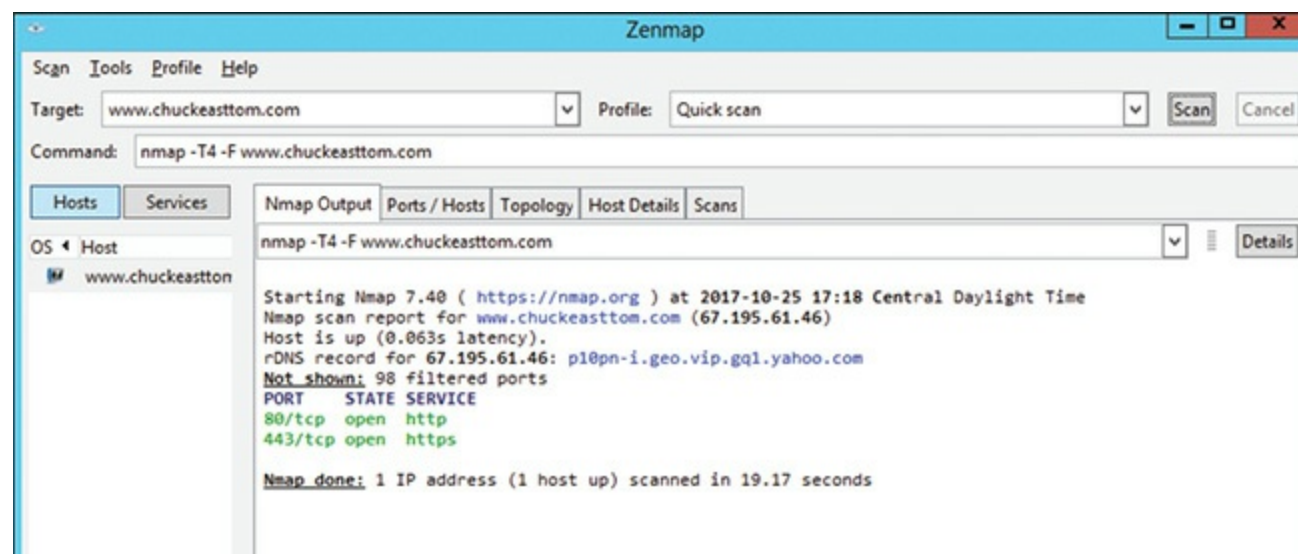 Zenmap
Scan Tools Profile Help
Target: www.chuckeasttom.com Profile: Quick scan Scan Cancel
Command: nmap -T4 -F www.chuckeasttom.com
Hosts Services Nmap Output Ports / Hosts Topology Host Details Scans
OS Host nmap -T4 -F www.chuckeasttom.com Details
www.chuckeasttom
Starting Nmap 7.40 ( https://nmap.org ) at 2017-10-25 17:18 Central Daylight Time
Nmap scan report for www.chuckeasttom.com (67.195.61.46)
Host is up (0.063s latency).
rDNS record for 67.195.61.46: p10pn-i.geo.vip.gq1.yahoo.com
Not shown: 98 filtered ports
PORT STATE SERVICE
80/tcp open http
443/tcp open https
Nmap done: 1 IP address (1 host up) scanned in 19.17 seconds